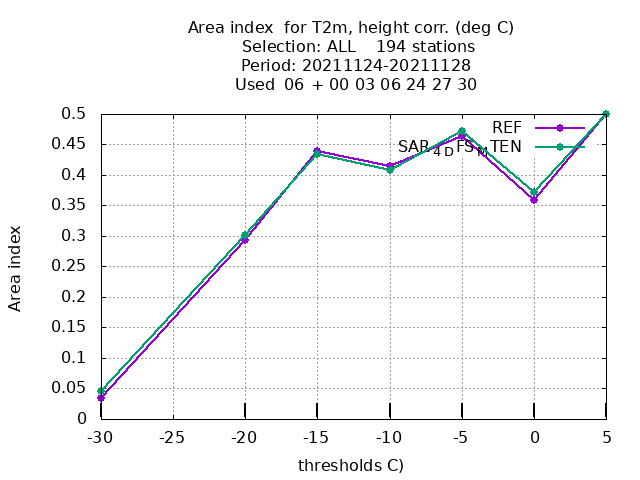 Area index  for T2m, height corr. (deg C)
Selection: ALL    194 stations
Period: 20211124-20211128
Used  06 + 00 03 06 24 27 30
0.5
0.45
0.4
0.35
0.3
0.25
0.2
0.15
0.1
0.05
0
Area index
REF
SAR4DFSMTEN
-30 -25 -20 -15 -10 -5 0 5
thresholds C)